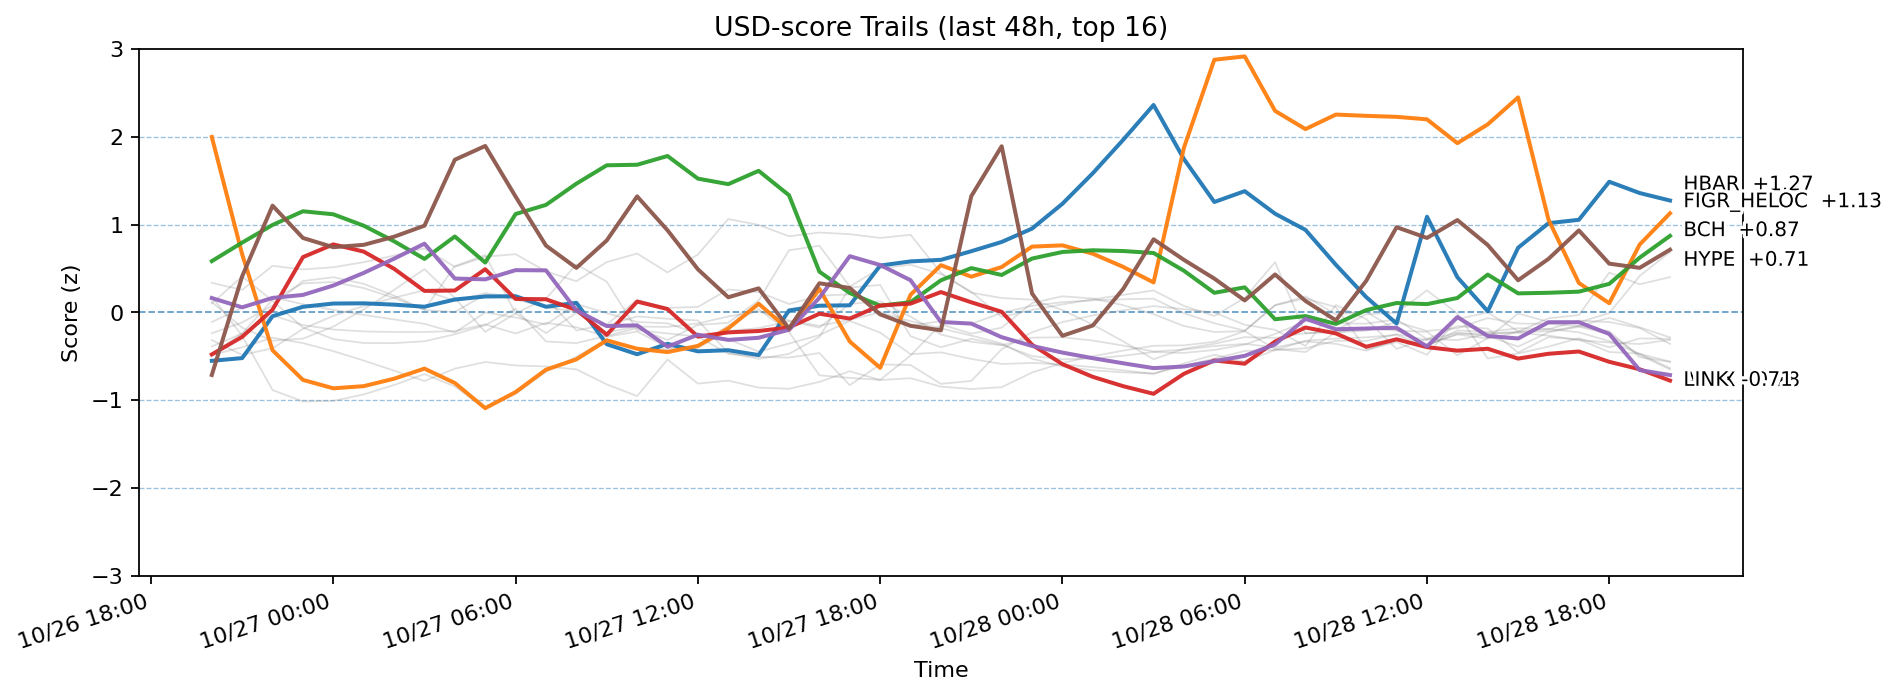 USD-score Trails (last 48h, top 16)
3
2
1
0
−1
−2
−3
Score (z)
HBAR +1.27
FIGR_HELOC +1.13
BCH +0.87
HYPE +0.71
10/26 18:00
10/27 00:00
10/27 06:00
10/27 12:00
10/27 18:00
10/28 00:00
10/28 06:00
10/28 12:00
10/28 18:00
Time